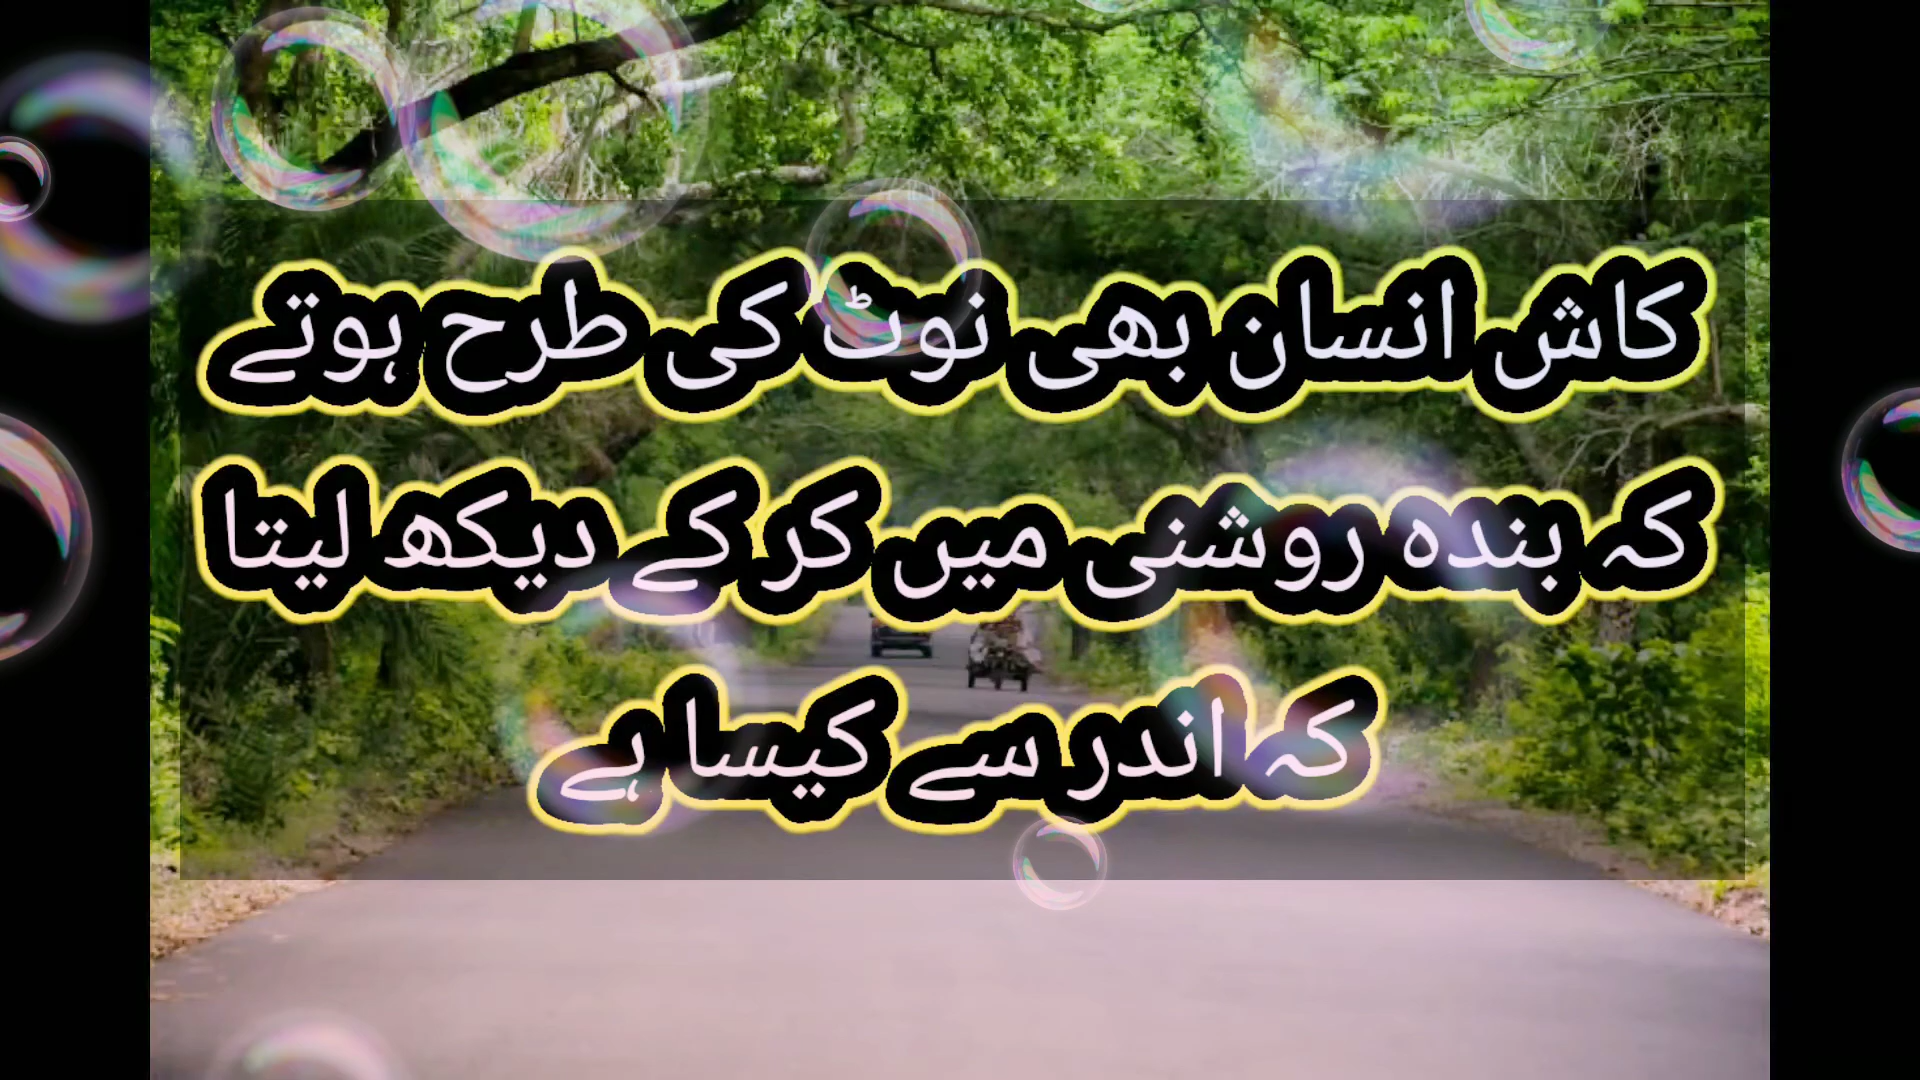 کاش انسان بھی نوٹ کی طرح ہوتے
کہ بندہ روشنی میں کر کے دیکھ لیتا
کہ اندر سے کیسا ہے